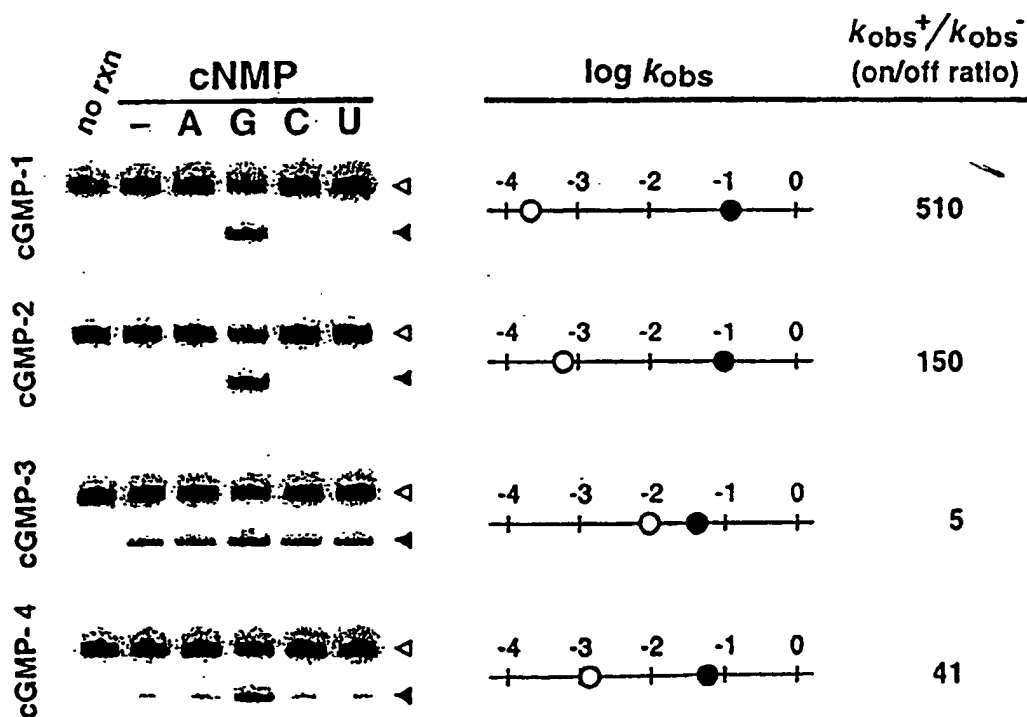 no rxn
cNMP
– A G C U
log kobs
kobs+/kobs-
(on/off ratio)
cGMP-1
-4 -3 -2 -1 0
510
cGMP-2
-4 -3 -2 -1 0
150
cGMP-3
-4 -3 -2 -1 0
5
cGMP-4
-4 -3 -2 -1 0
41